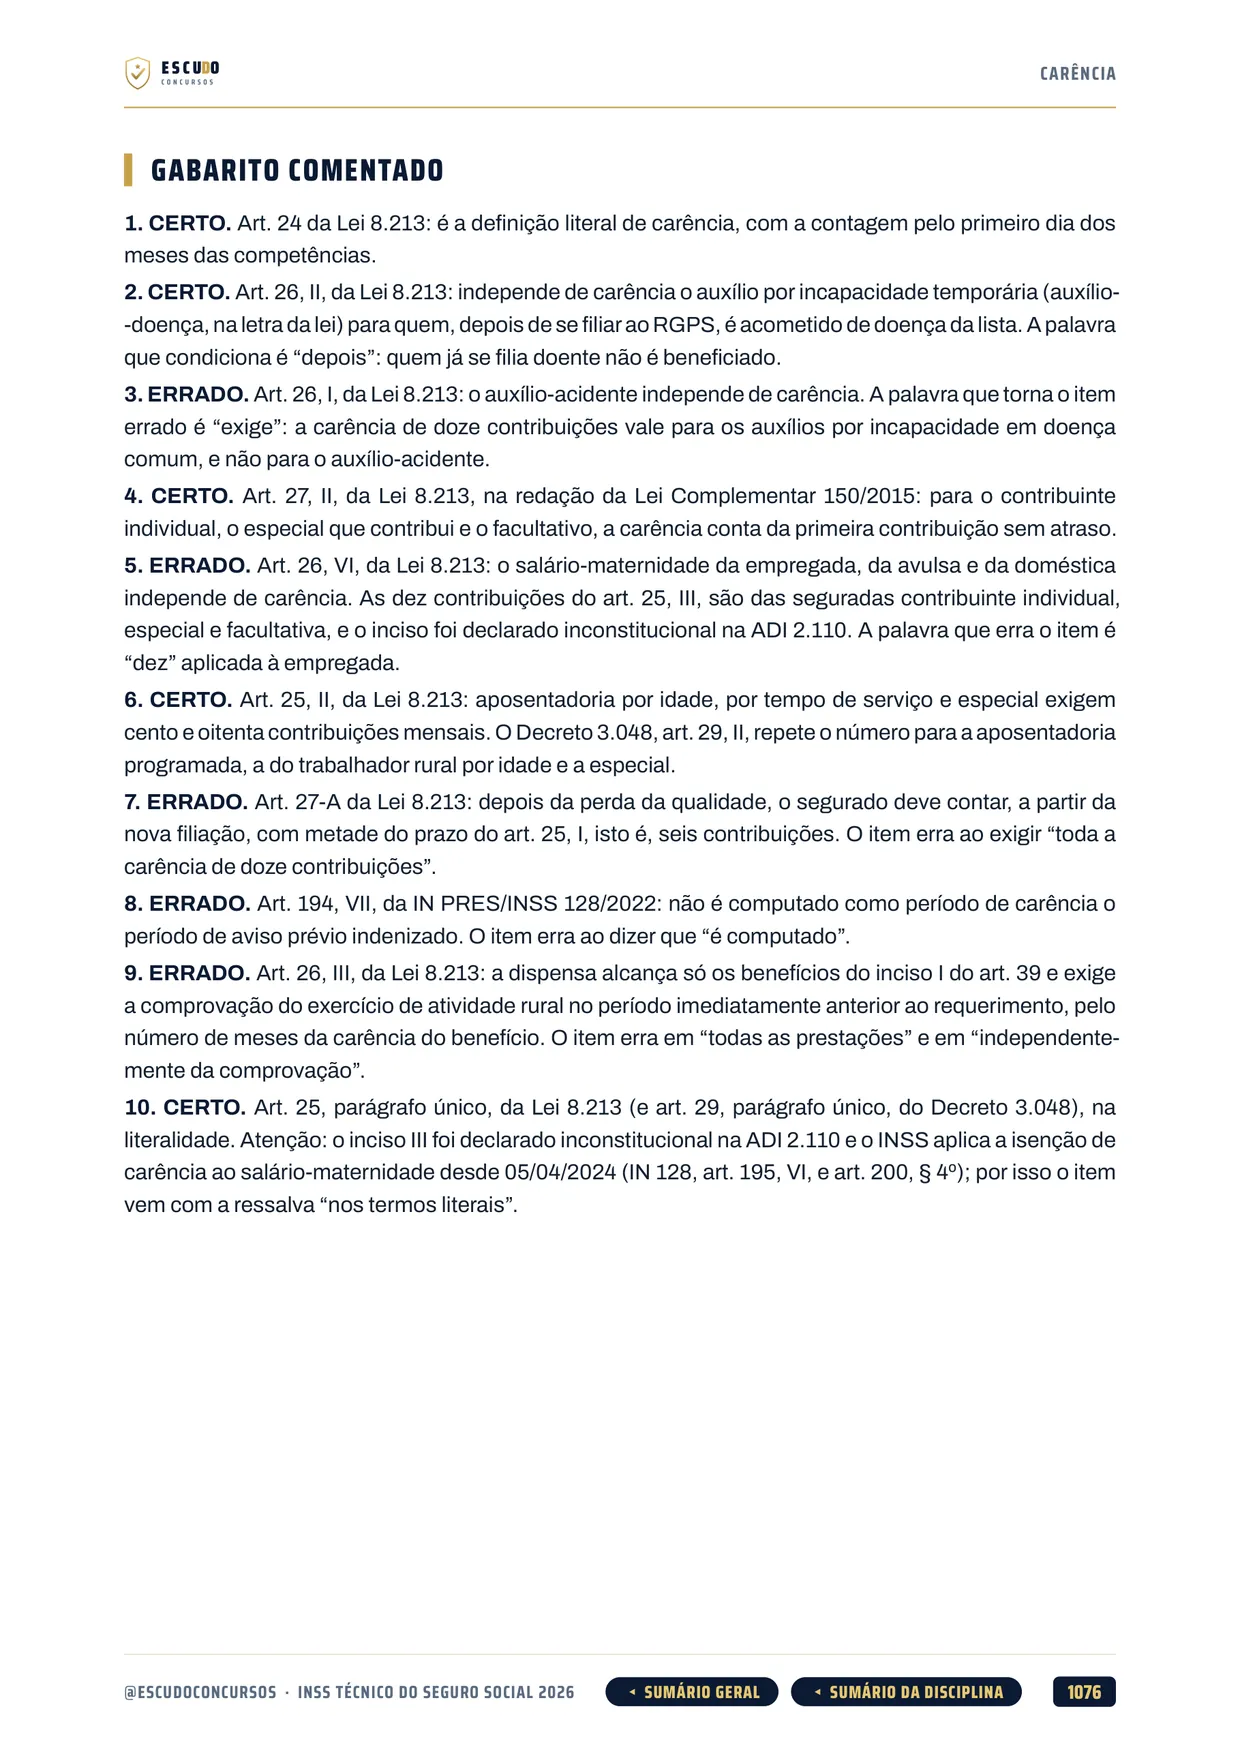 ESCUDO
CONCURSOS
CARÊNCIA
GABARITO COMENTADO
1. CERTO. Art. 24 da Lei 8.213: é a definição literal de carência, com a contagem pelo primeiro dia dos
meses das competências.
2. CERTO. Art. 26, II, da Lei 8.213: independe de carência o auxílio por incapacidade temporária (auxílio-
-doença, na letra da lei) para quem, depois de se filiar ao RGPS, é acometido de doença da lista. A palavra
que condiciona é “depois”: quem já se filia doente não é beneficiado.
3. ERRADO. Art. 26, I, da Lei 8.213: o auxílio-acidente independe de carência. A palavra que torna o item
errado é “exige”: a carência de doze contribuições vale para os auxílios por incapacidade em doença
comum, e não para o auxílio-acidente.
4. CERTO. Art. 27, II, da Lei 8.213, na redação da Lei Complementar 150/2015: para o contribuinte
individual, o especial que contribui e o facultativo, a carência conta da primeira contribuição sem atraso.
5. ERRADO. Art. 26, VI, da Lei 8.213: o salário-maternidade da empregada, da avulsa e da doméstica
independe de carência. As dez contribuições do art. 25, III, são das seguradas contribuinte individual,
especial e facultativa, e o inciso foi declarado inconstitucional na ADI 2.110. A palavra que erra o item é
“dez” aplicada à empregada.
6. CERTO. Art. 25, II, da Lei 8.213: aposentadoria por idade, por tempo de serviço e especial exigem
cento e oitenta contribuições mensais. O Decreto 3.048, art. 29, II, repete o número para a aposentadoria
programada, a do trabalhador rural por idade e a especial.
7. ERRADO. Art. 27-A da Lei 8.213: depois da perda da qualidade, o segurado deve contar, a partir da
nova filiação, com metade do prazo do art. 25, I, isto é, seis contribuições. O item erra ao exigir “toda a
carência de doze contribuições”.
8. ERRADO. Art. 194, VII, da IN PRES/INSS 128/2022: não é computado como período de carência o
período de aviso prévio indenizado. O item erra ao dizer que “é computado”.
9. ERRADO. Art. 26, III, da Lei 8.213: a dispensa alcança só os benefícios do inciso I do art. 39 e exige
a comprovação do exercício de atividade rural no período imediatamente anterior ao requerimento, pelo
número de meses da carência do benefício. O item erra em “todas as prestações” e em “independente-
mente da comprovação”.
10. CERTO. Art. 25, parágrafo único, da Lei 8.213 (e art. 29, parágrafo único, do Decreto 3.048), na
literalidade. Atenção: o inciso III foi declarado inconstitucional na ADI 2.110 e o INSS aplica a isenção de
carência ao salário-maternidade desde 05/04/2024 (IN 128, art. 195, VI, e art. 200, § 4º); por isso o item
vem com a ressalva “nos termos literais”.
@ESCUDOCONCURSOS · INSS TÉCNICO DO SEGURO SOCIAL 2026
SUMÁRIO GERAL
SUMÁRIO DA DISCIPLINA
1076